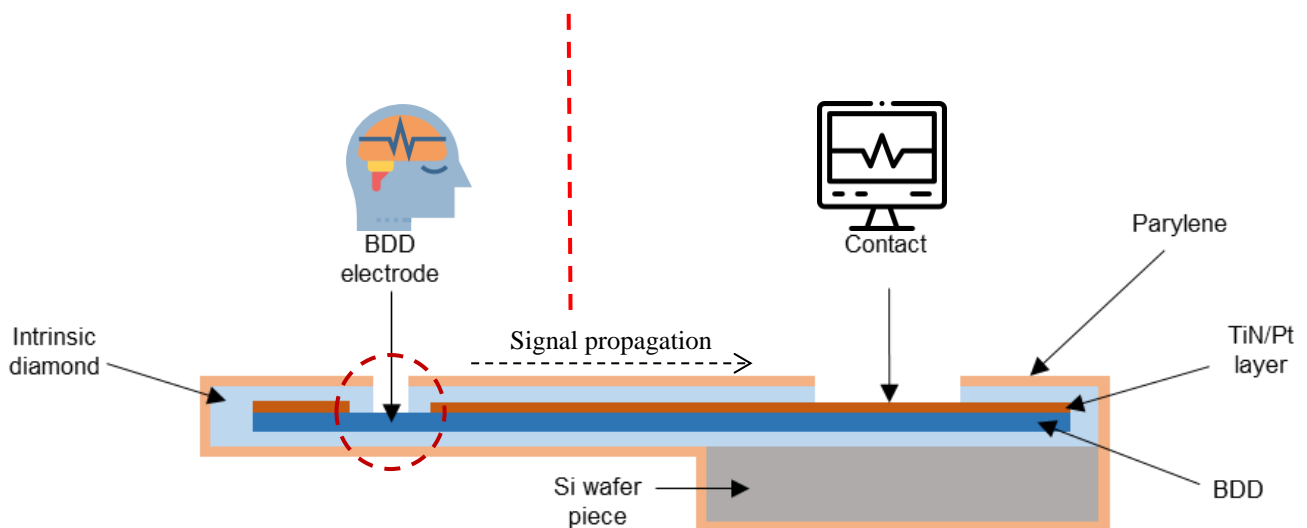 BDD
electrode
Contact
Parylene
Intrinsic
diamond
Signal propagation
TiN/Pt
layer
Si wafer
piece
BDD